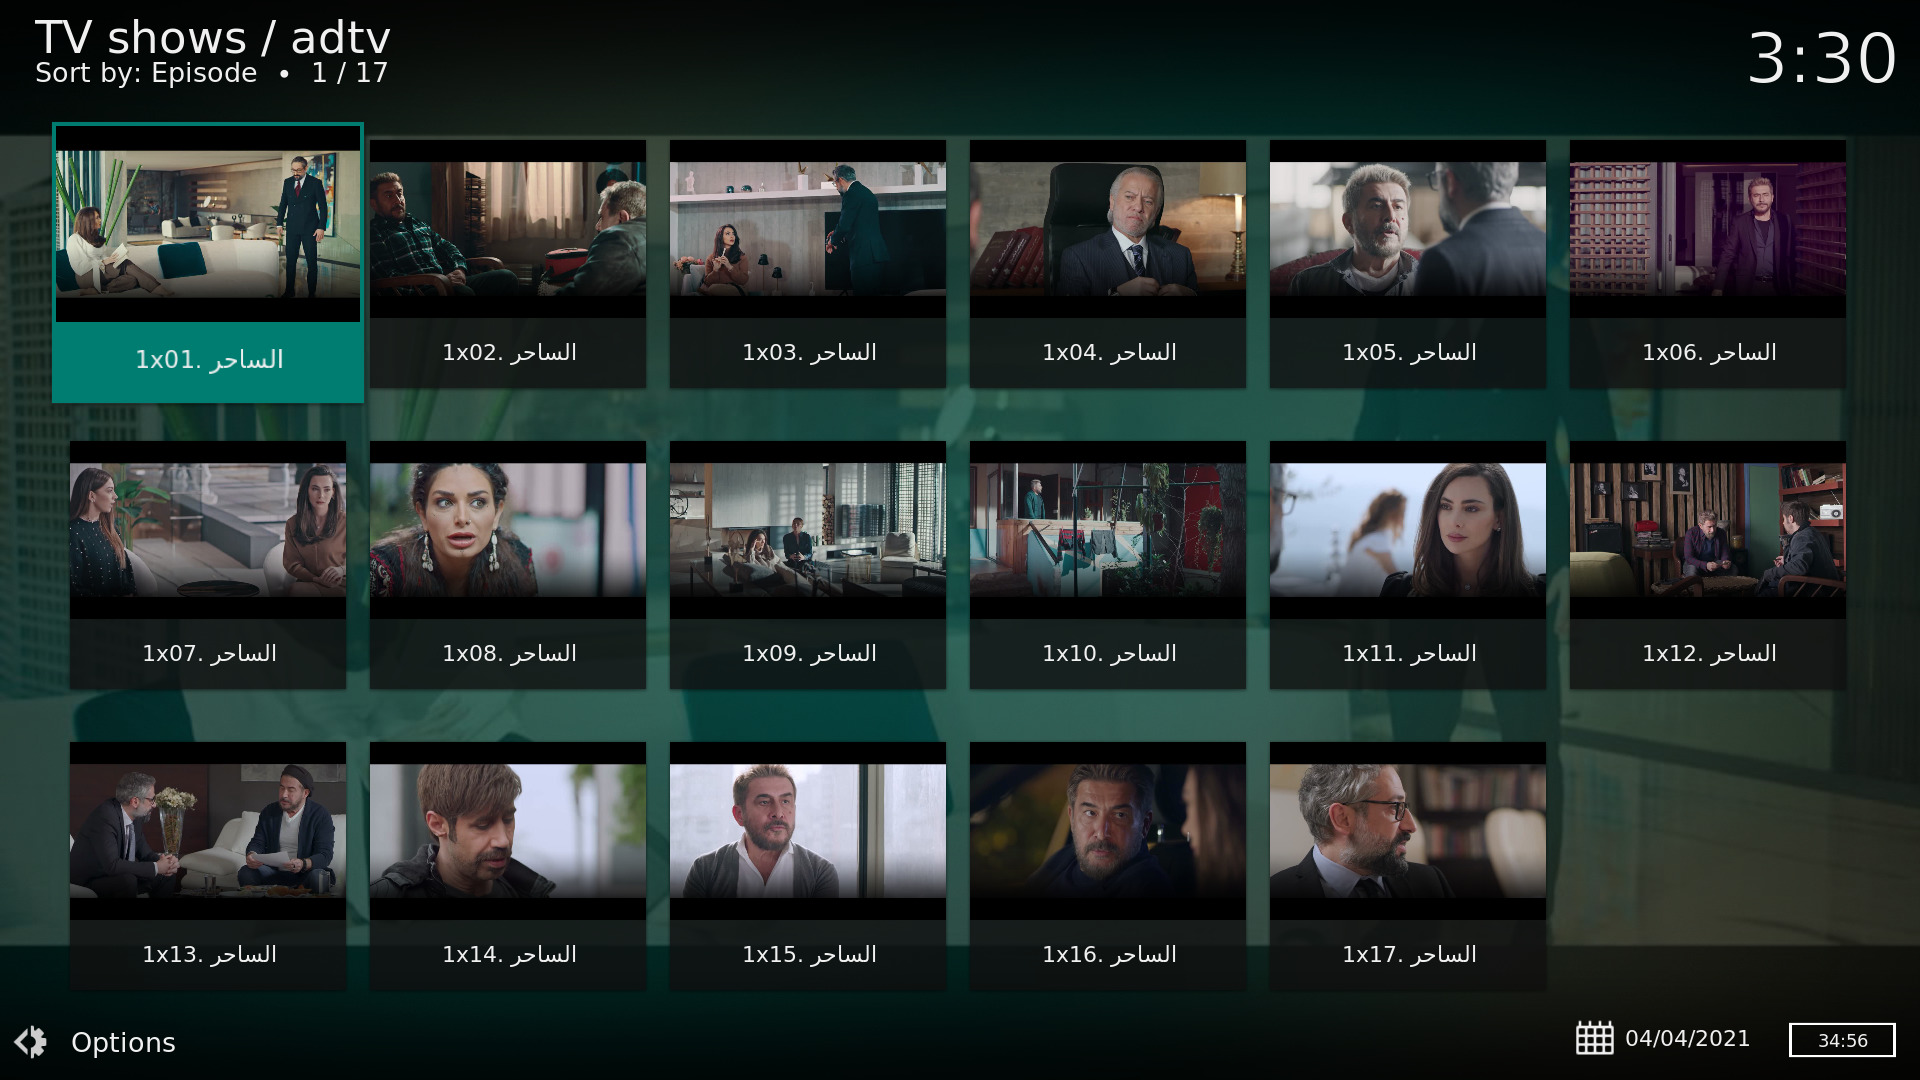 TV shows / adtv
Sort by: Episode • 1 / 17
3:30
1x01. الساحر
1x02. الساحر
1x03. الساحر
1x04. الساحر
1x05. الساحر
1x06. الساحر
1x07. الساحر
1x08. الساحر
1x09. الساحر
1x10. الساحر
1x11. الساحر
1x12. الساحر
1x13. الساحر
1x14. الساحر
1x15. الساحر
1x16. الساحر
1x17. الساحر
Options
04/04/2021
34:56